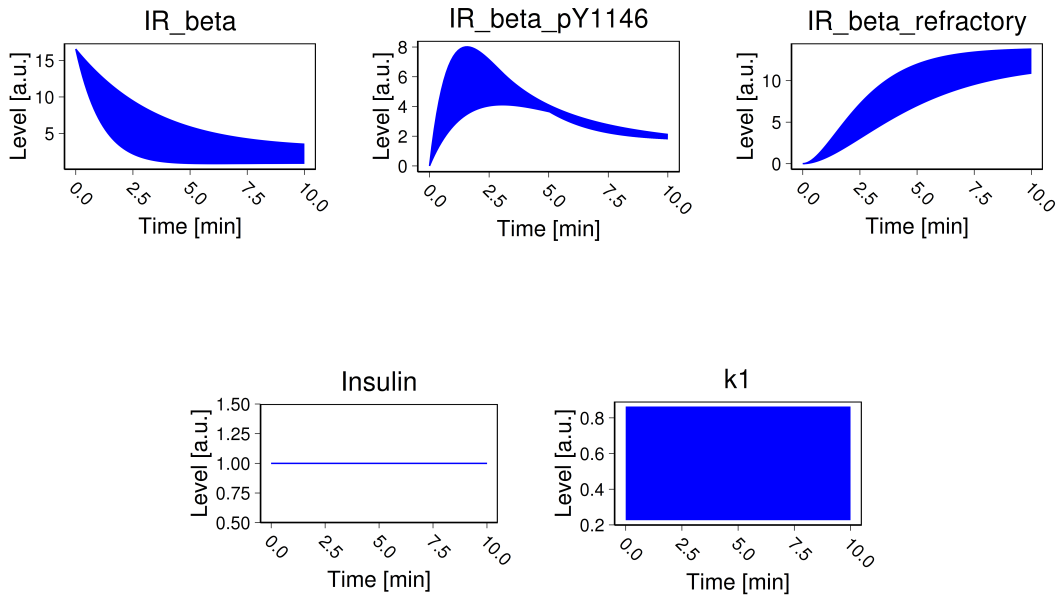 IR_beta
Level [a.u.]
15
10
5
0.0 2.5 5.0 7.5 10.0
Time [min]
IR_beta_pY1146
Level [a.u.]
8
6
4
2
0
0.0 2.5 5.0 7.5 10.0
Time [min]
IR_beta_refractory
Level [a.u.]
10
5
0
0.0 2.5 5.0 7.5 10.0
Time [min]
Insulin
Level [a.u.]
1.50
1.25
1.00
0.75
0.50
0.0 2.5 5.0 7.5 10.0
Time [min]
k1
Level [a.u.]
0.8
0.6
0.4
0.2
0.0 2.5 5.0 7.5 10.0
Time [min]